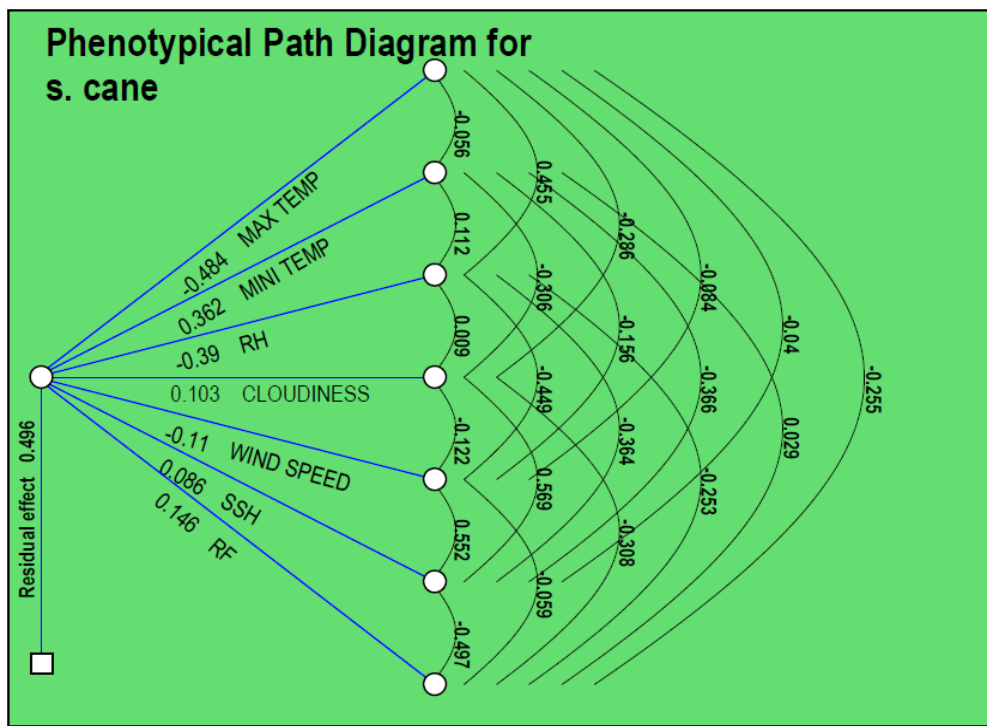 Phenotypical Path Diagram for
s. cane
-0.484 MAX TEMP
0.362 MINI TEMP
-0.39 RH
0.103 CLOUDINESS
-0.11 WIND SPEED
0.086 SSH
0.146 RF
Residual effect 0.496
-0.056
0.112
0.009
-0.122
0.552
-0.497
0.455
-0.306
-0.449
0.569
-0.059
-0.286
-0.156
-0.364
-0.308
-0.084
-0.366
-0.253
-0.04
0.029
-0.255